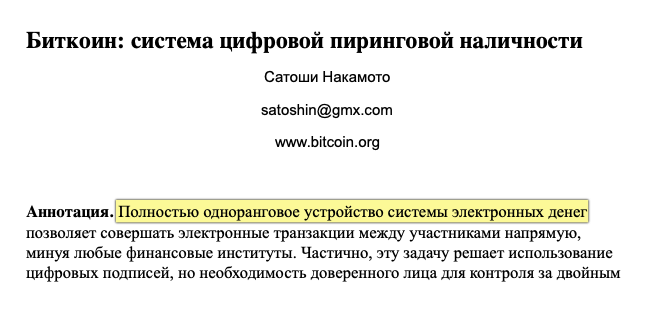 Биткоин: система цифровой пиринговой наличности
Сатоши Накамото
satoshin@gmx.com
www.bitcoin.org
Аннотация. Полностью одноранговое устройство системы электронных денег
позволяет совершать электронные транзакции между участниками напрямую,
минуя любые финансовые институты. Частично, эту задачу решает использование
цифровых подписей, но необходимость доверенного лица для контроля за двойным